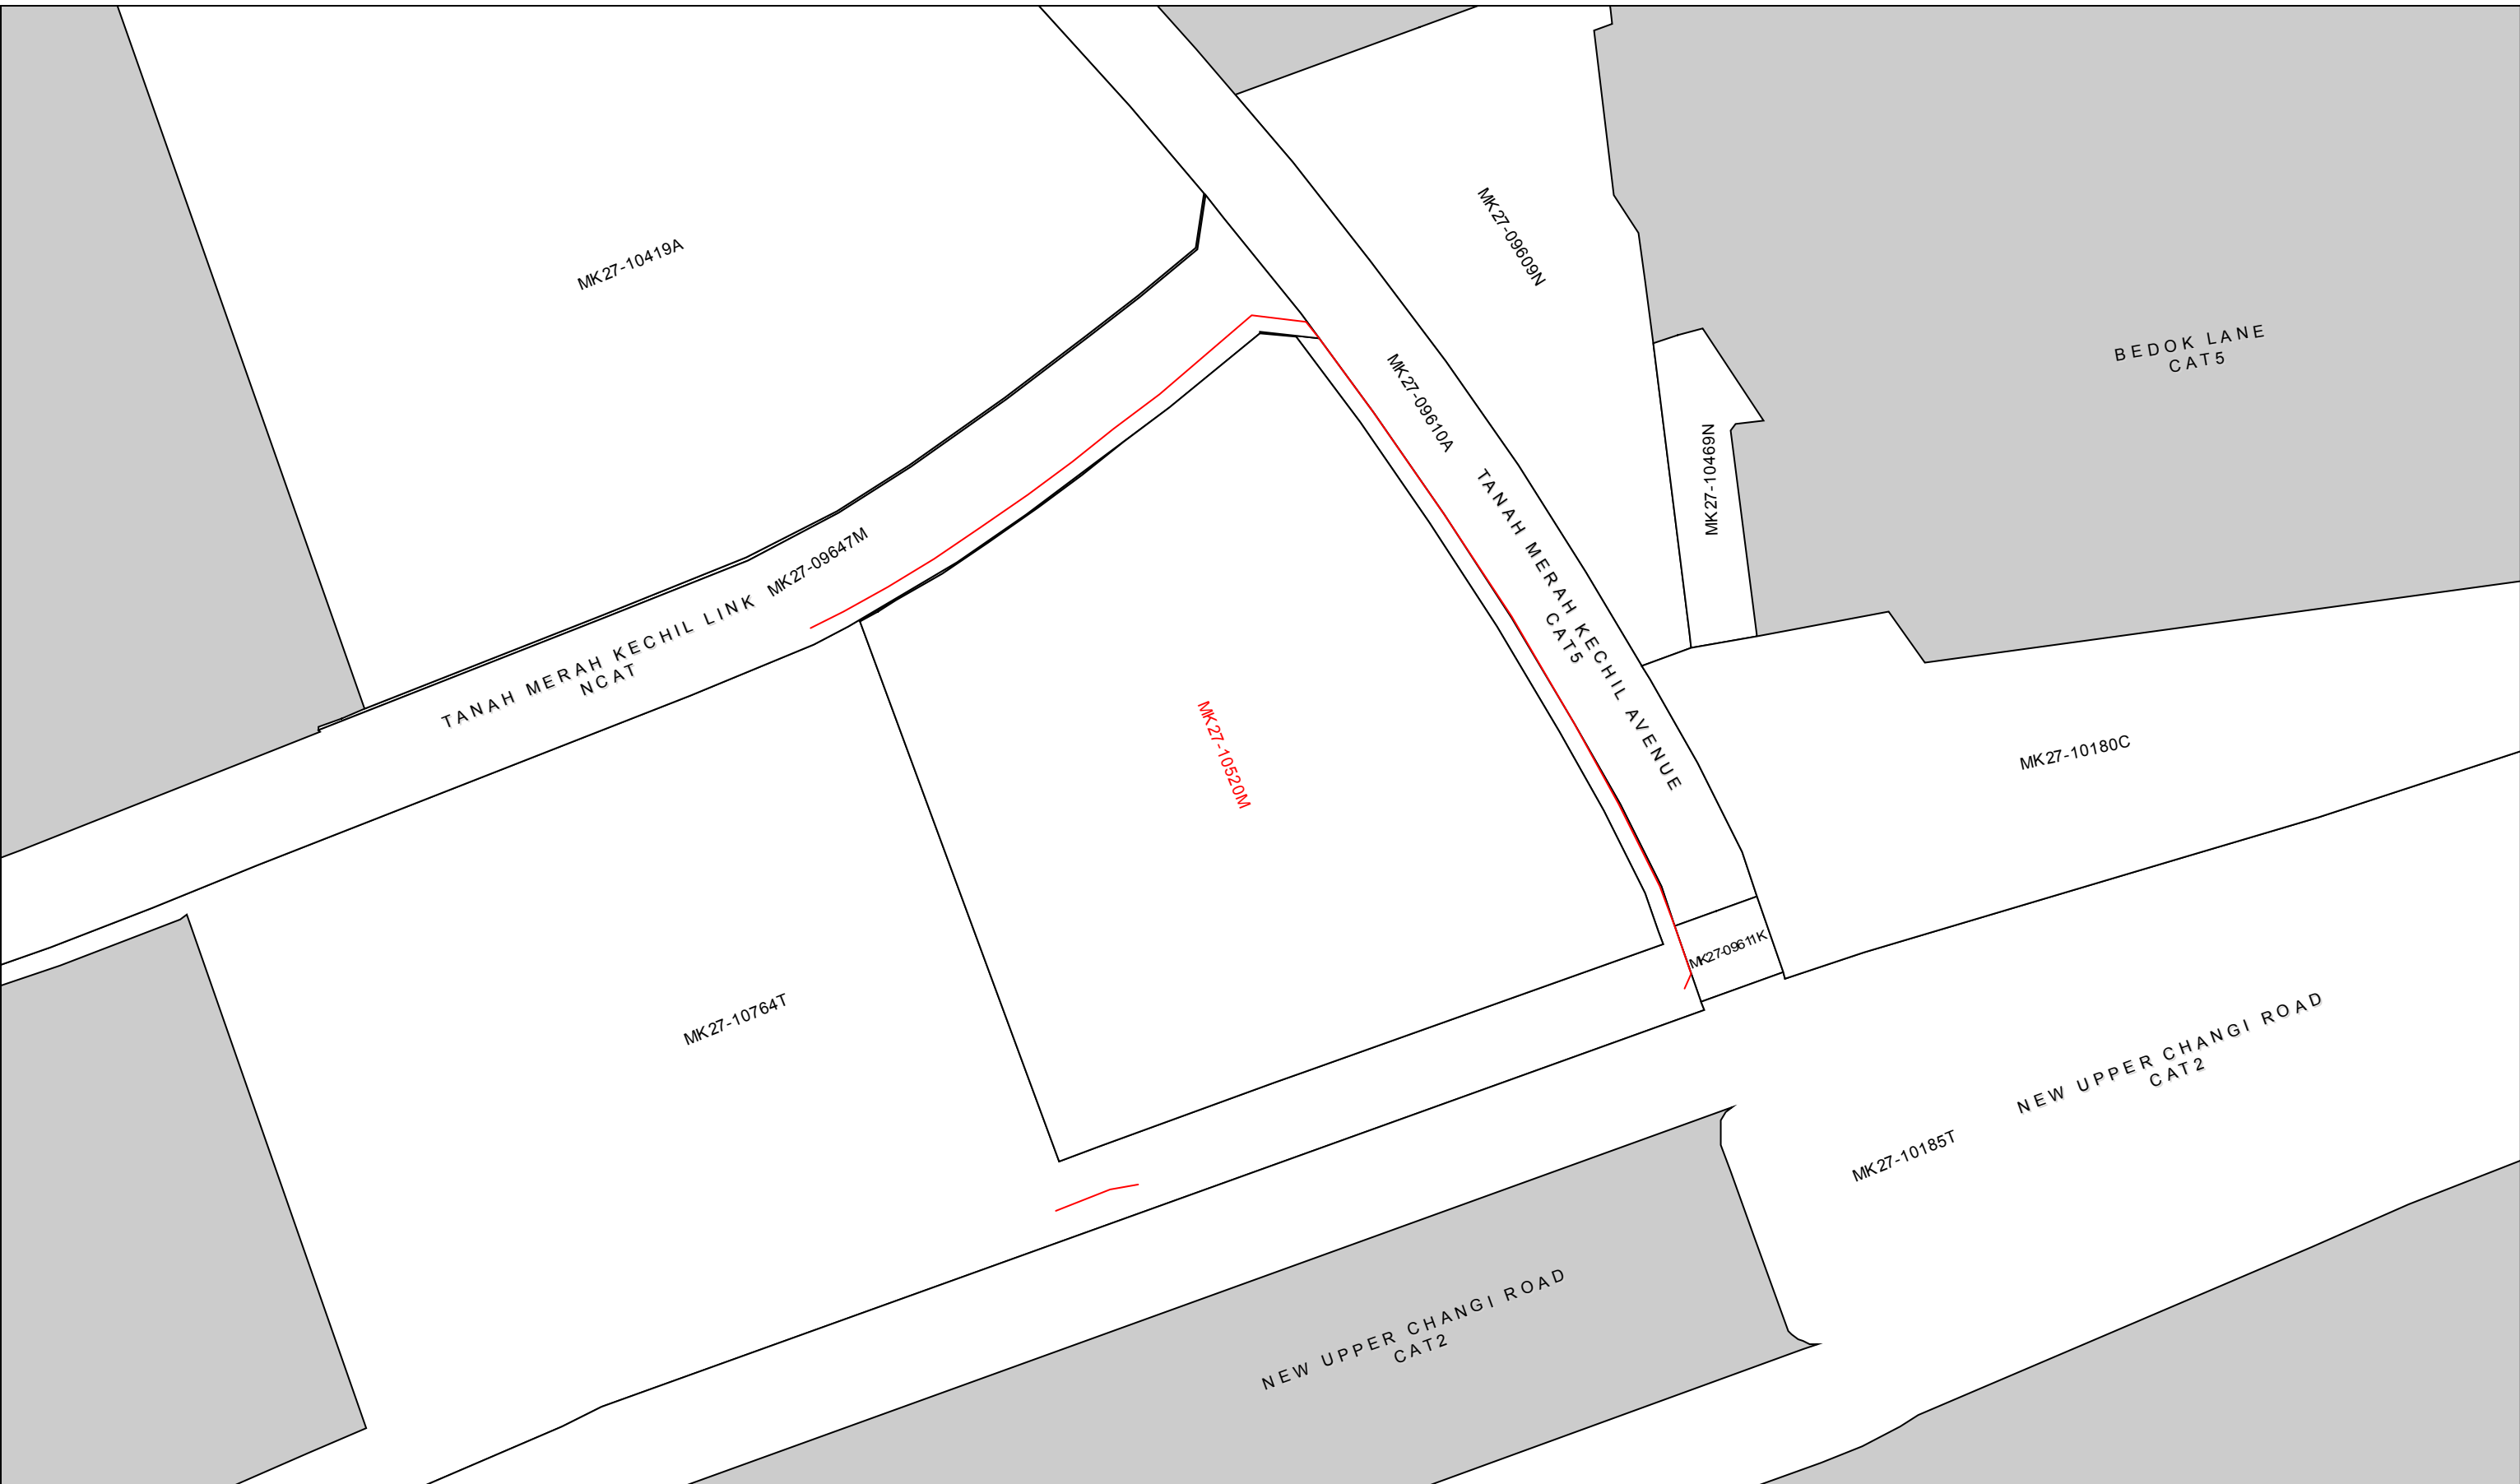 MK27-10419A
MK27-09609N
BEDOK LANE
CAT5
MK27-09610A
MK27-10469N
TANAH MERAH KECHIL AVENUE
CAT5
TANAH MERAH KECHIL LINK
NCAT
MK27-09647M
MK27-10520M
MK27-10180C
MK27-09611K
MK27-10764T
NEW UPPER CHANGI ROAD
CAT2
MK27-10185T
NEW UPPER CHANGI ROAD
CAT2